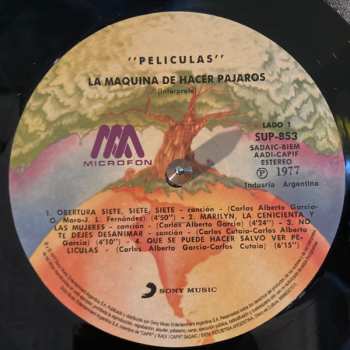 "PELICULAS"
LA MAQUINA DE HACER PAJAROS
(Intérprete)
MICROFON
LADO 1
SUP-853
SADAIC-BIEM
AADI-CAPIF
ESTEREO
Ⓟ 1977
Industria Argentina
1. OBERTURA SIETE, SIETE, SIETE - canción - (Carlos Alberto García-
O. Moro-J. L. Fernández) (4'50") — 2. MARILYN, LA CENICIENTA Y
LAS MUJERES - canción - (Carlos Alberto García) (4'24") — 3. NO
TE DEJES DESANIMAR - canción - (Carlos Cutaia-Carlos Alberto
García) (4'10") — 4. QUE SE PUEDE HACER SALVO VER PE-
LICULAS - (Carlos Alberto García-Carlos Cutaia) (6'15")
SONY MUSIC